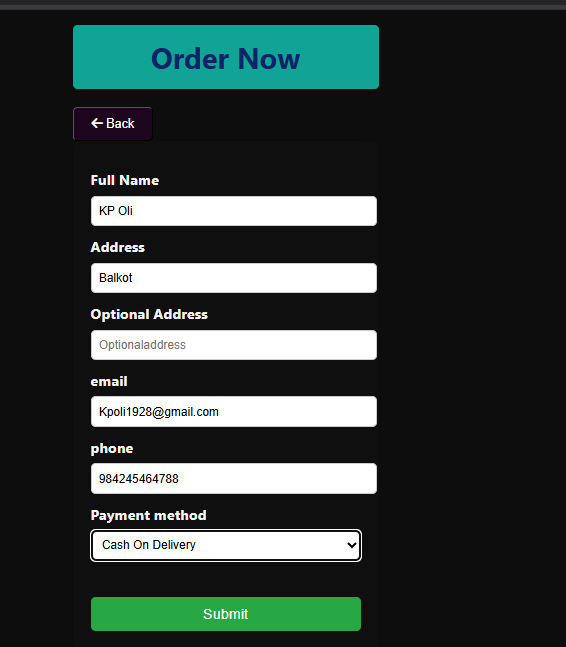 Order Now
← Back
Full Name
KP Oli
Address
Balkot
Optional Address
Optionaladdress
email
Kpoli1928@gmail.com
phone
984245464788
Payment method
Cash On Delivery
Submit